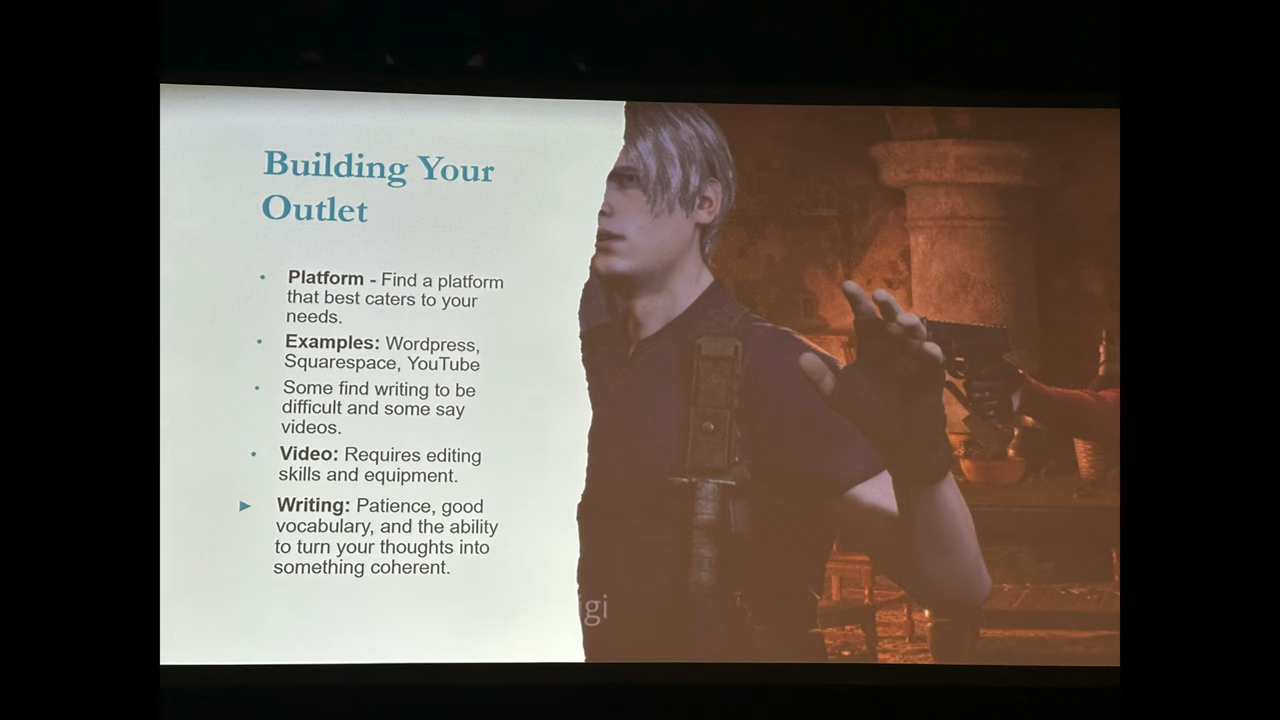 Building Your
Outlet
• Platform - Find a platform
that best caters to your
needs.
• Examples: Wordpress,
Squarespace, YouTube
• Some find writing to be
difficult and some say
videos.
• Video: Requires editing
skills and equipment.
► Writing: Patience, good
vocabulary, and the ability
to turn your thoughts into
something coherent.
igi